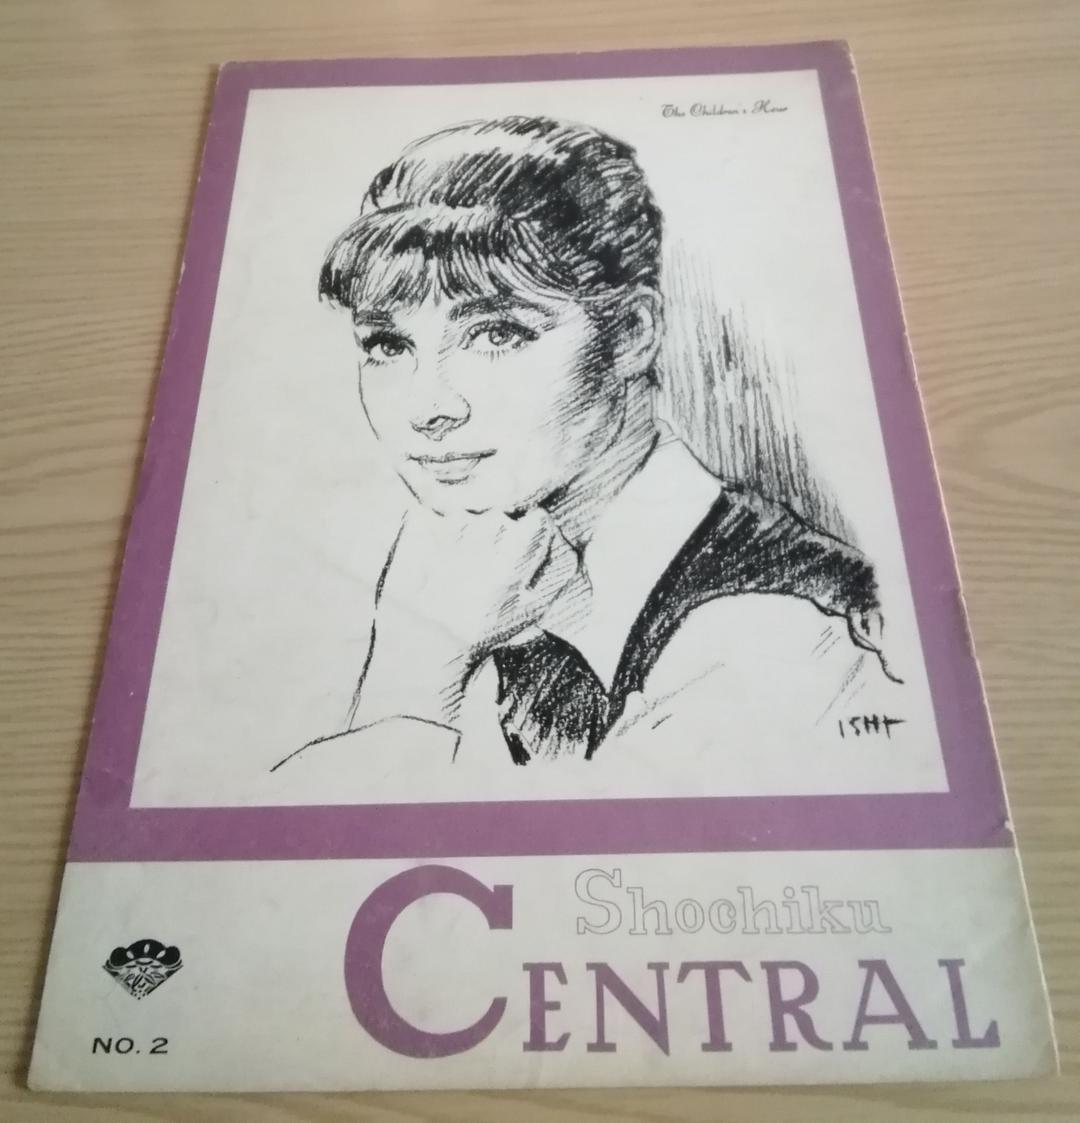 The Children's Hour
ISHI
Shochiku
CENTRAL
NO. 2